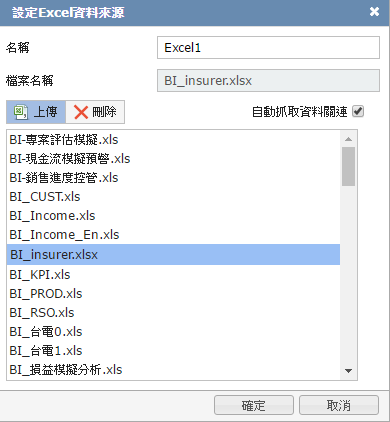 設定Excel資料來源
名稱 Excel1
檔案名稱 BI_insurer.xlsx
上傳 刪除 自動抓取資料關連
BI-專案評估模擬.xls
BI-現金流模擬預警.xls
BI-銷售進度控管.xls
BI_CUST.xls
BI_Income.xls
BI_Income_En.xls
BI_insurer.xlsx
BI_KPI.xls
BI_PROD.xls
BI_RSO.xls
BI_台電0.xls
BI_台電1.xls
BI_損益模擬分析.xls
確定 取消